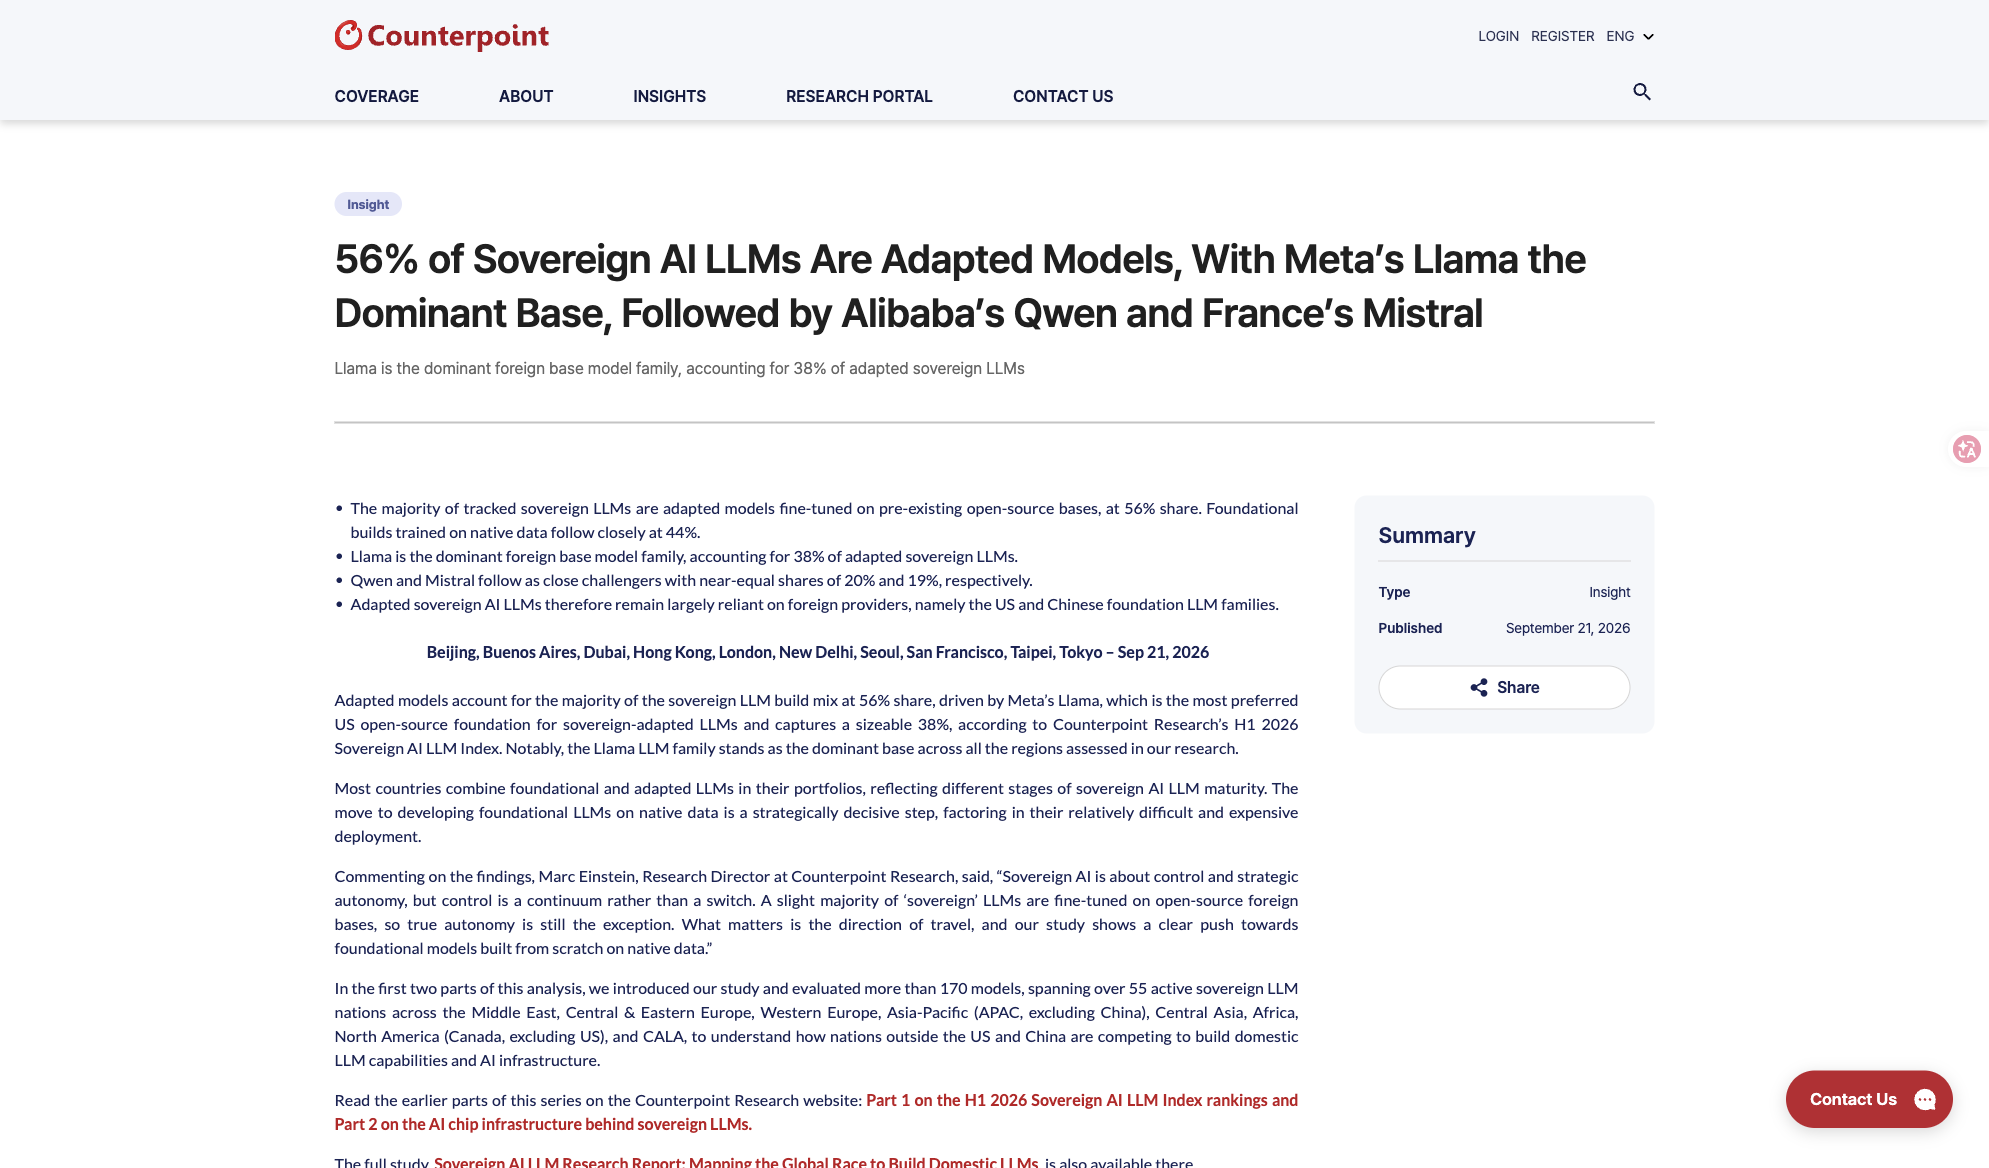 Counterpoint
LOGIN REGISTER ENG
COVERAGE ABOUT INSIGHTS RESEARCH PORTAL CONTACT US
Insight
56% of Sovereign AI LLMs Are Adapted Models, With Meta’s Llama the
Dominant Base, Followed by Alibaba’s Qwen and France’s Mistral
Llama is the dominant foreign base model family, accounting for 38% of adapted sovereign LLMs
• The majority of tracked sovereign LLMs are adapted models fine-tuned on pre-existing open-source bases, at 56% share. Foundational
builds trained on native data follow closely at 44%.
• Llama is the dominant foreign base model family, accounting for 38% of adapted sovereign LLMs.
• Qwen and Mistral follow as close challengers with near-equal shares of 20% and 19%, respectively.
• Adapted sovereign AI LLMs therefore remain largely reliant on foreign providers, namely the US and Chinese foundation LLM families.
Beijing, Buenos Aires, Dubai, Hong Kong, London, New Delhi, Seoul, San Francisco, Taipei, Tokyo – Sep 21, 2026
Adapted models account for the majority of the sovereign LLM build mix at 56% share, driven by Meta’s Llama, which is the most preferred
US open-source foundation for sovereign-adapted LLMs and captures a sizeable 38%, according to Counterpoint Research’s H1 2026
Sovereign AI LLM Index. Notably, the Llama LLM family stands as the dominant base across all the regions assessed in our research.
Most countries combine foundational and adapted LLMs in their portfolios, reflecting different stages of sovereign AI LLM maturity. The
move to developing foundational LLMs on native data is a strategically decisive step, factoring in their relatively difficult and expensive
deployment.
Commenting on the findings, Marc Einstein, Research Director at Counterpoint Research, said, “Sovereign AI is about control and strategic
autonomy, but control is a continuum rather than a switch. A slight majority of ‘sovereign’ LLMs are fine-tuned on open-source foreign
bases, so true autonomy is still the exception. What matters is the direction of travel, and our study shows a clear push towards
foundational models built from scratch on native data.”
In the first two parts of this analysis, we introduced our study and evaluated more than 170 models, spanning over 55 active sovereign LLM
nations across the Middle East, Central & Eastern Europe, Western Europe, Asia-Pacific (APAC, excluding China), Central Asia, Africa,
North America (Canada, excluding US), and CALA, to understand how nations outside the US and China are competing to build domestic
LLM capabilities and AI infrastructure.
Read the earlier parts of this series on the Counterpoint Research website: Part 1 on the H1 2026 Sovereign AI LLM Index rankings and
Part 2 on the AI chip infrastructure behind sovereign LLMs.
The full study, Sovereign AI LLM Research Report: Mapping the Global Race to Build Domestic LLMs, is also available there.
Summary
Type Insight
Published September 21, 2026
Share
Contact Us